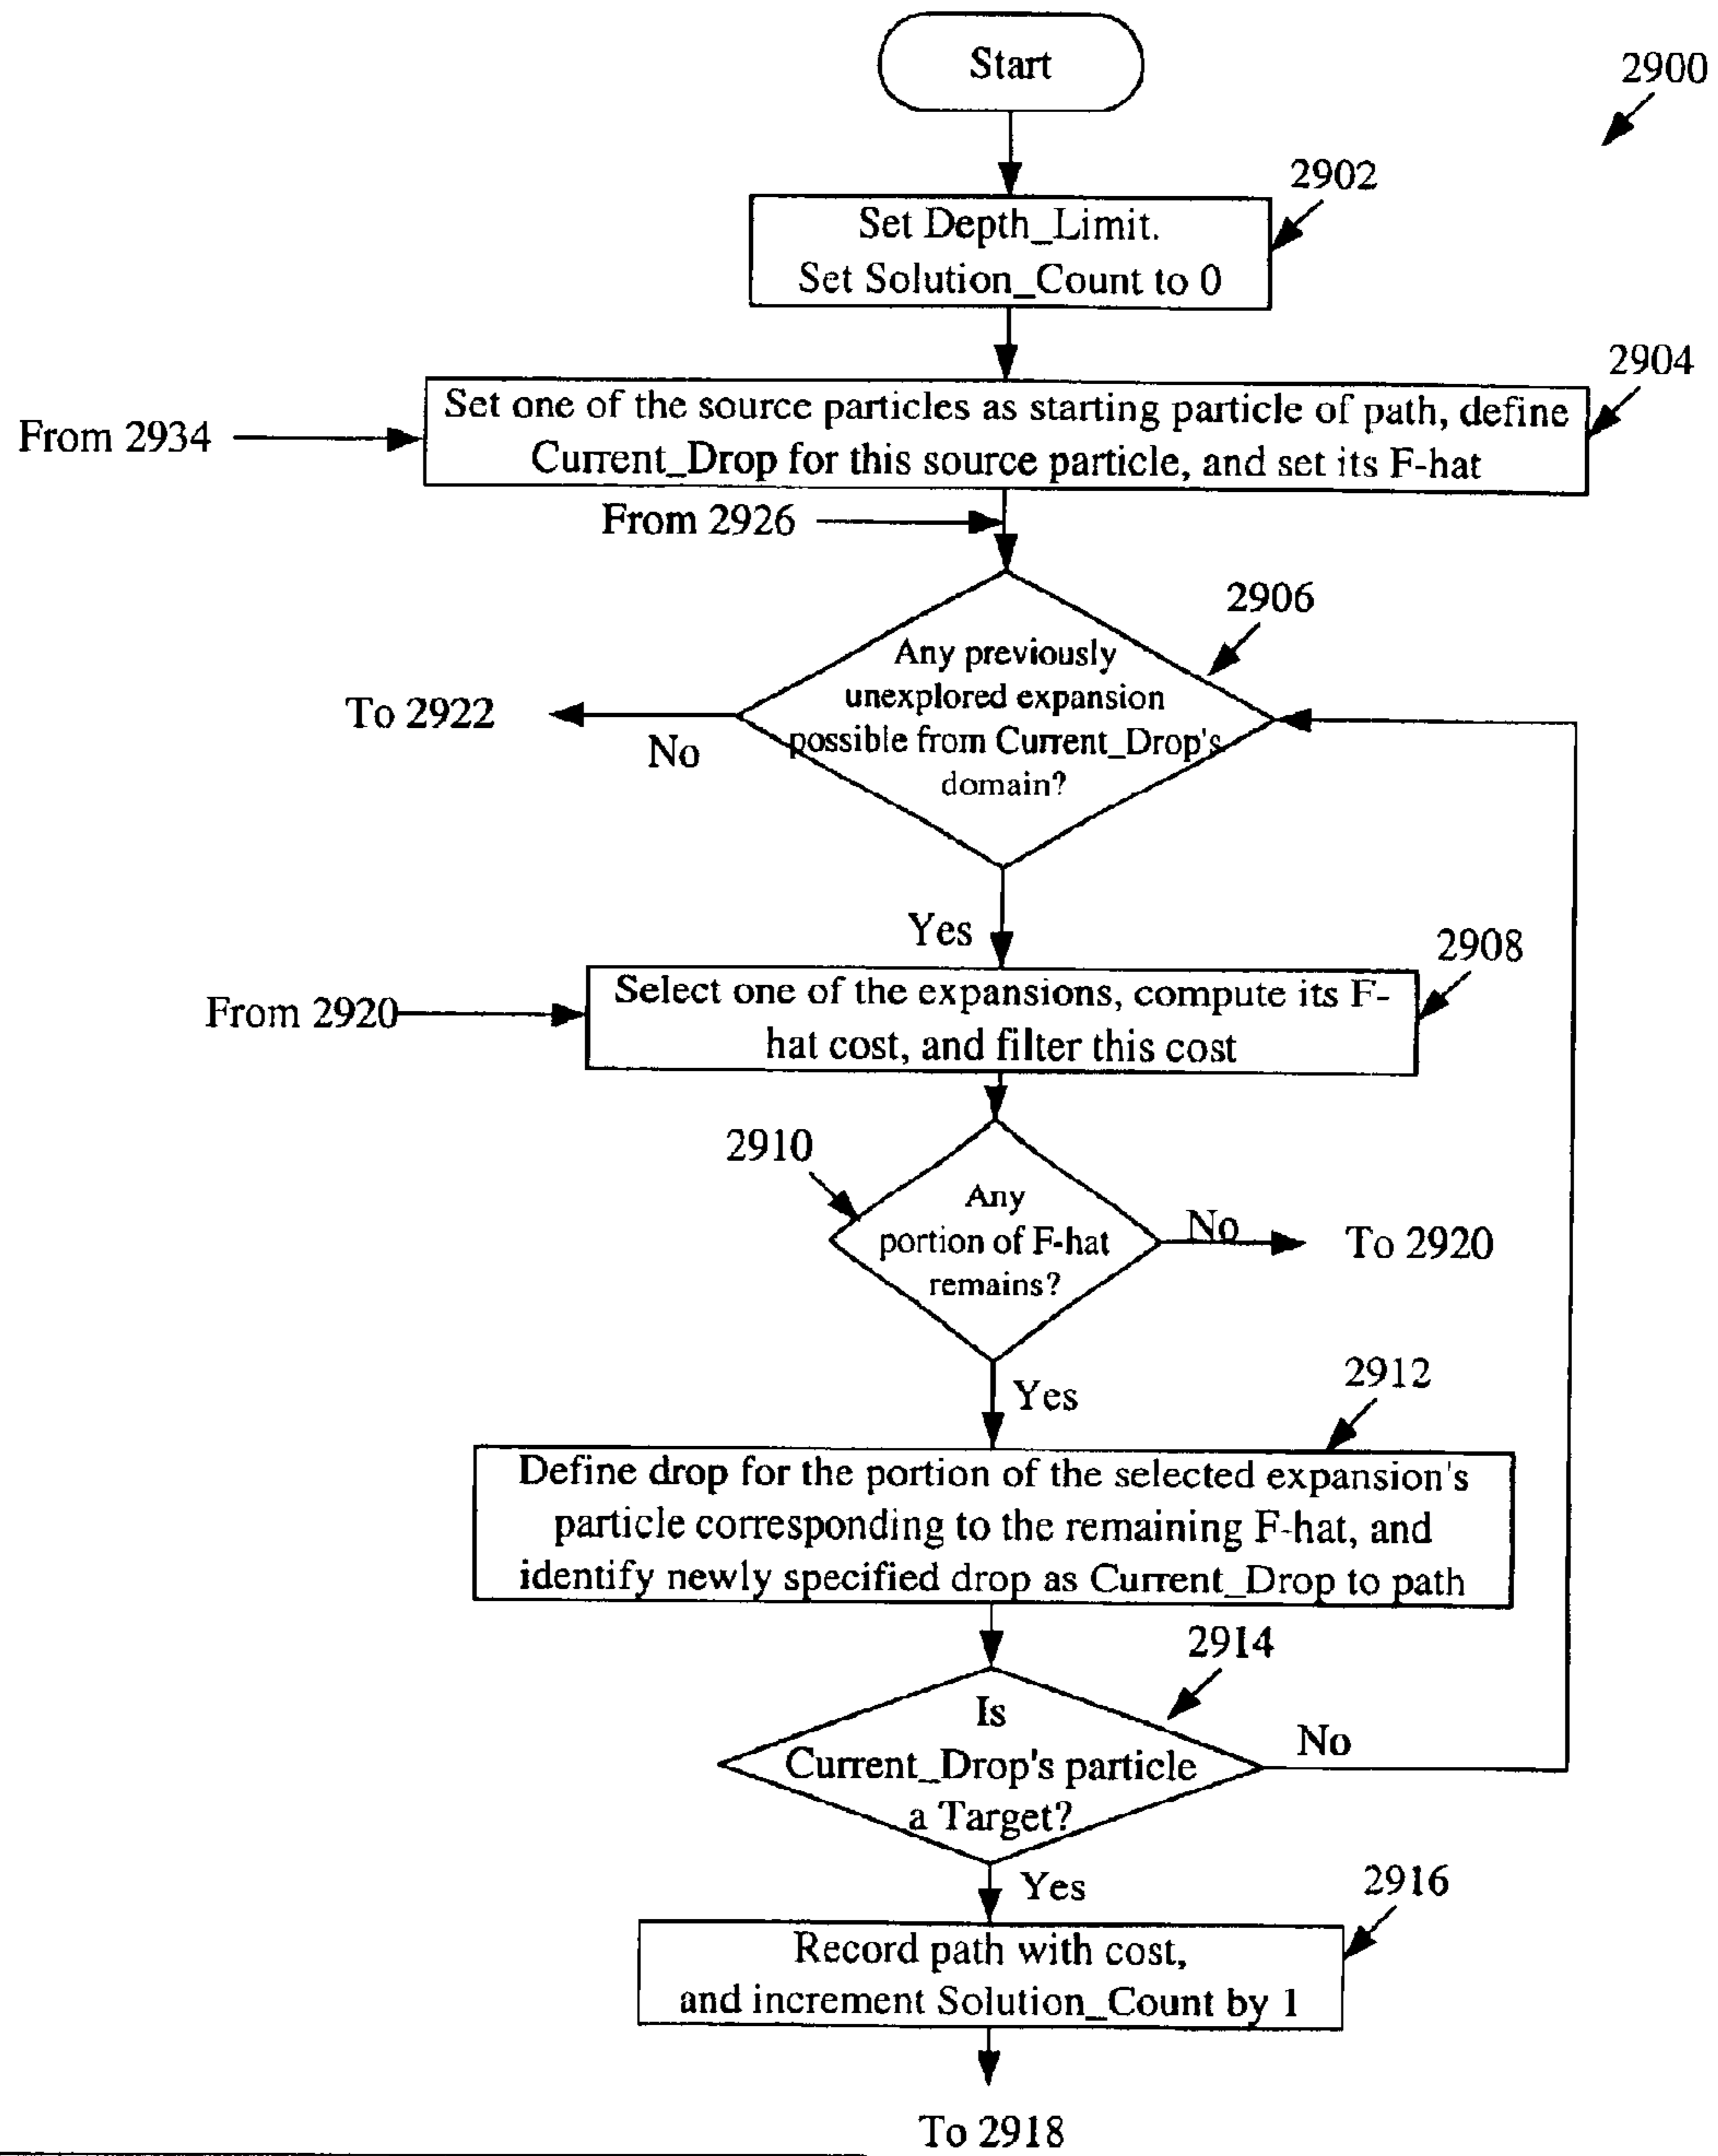 Start
2900
2902
Set Depth_Limit.
Set Solution_Count to 0
2904
From 2934
Set one of the source particles as starting particle of path, define
Current_Drop for this source particle, and set its F-hat
From 2926
2906
Any previously
unexplored expansion
possible from Current_Drop's
domain?
To 2922
No
Yes
2908
From 2920
Select one of the expansions, compute its F-
hat cost, and filter this cost
2910
Any
portion of F-hat
remains?
No
To 2920
Yes
2912
Define drop for the portion of the selected expansion's
particle corresponding to the remaining F-hat, and
identify newly specified drop as Current_Drop to path
2914
Is
Current_Drop's particle
a Target?
No
Yes
2916
Record path with cost,
and increment Solution_Count by 1
To 2918